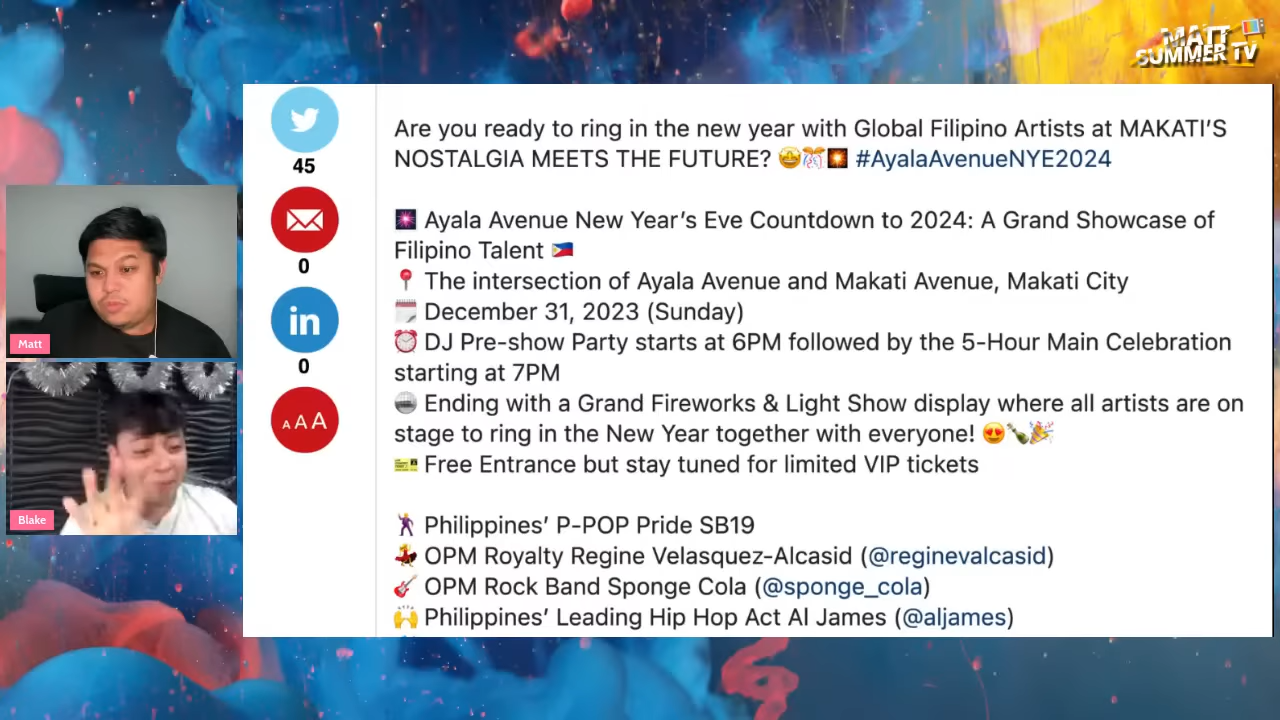 MATT
SUMMER TV
45
0
0
A A A
Matt
Blake
Are you ready to ring in the new year with Global Filipino Artists at MAKATI’S
NOSTALGIA MEETS THE FUTURE? 🤩🎊💥 #AyalaAvenueNYE2024
🎆 Ayala Avenue New Year’s Eve Countdown to 2024: A Grand Showcase of
Filipino Talent 🇵🇭
📍 The intersection of Ayala Avenue and Makati Avenue, Makati City
🗓️ December 31, 2023 (Sunday)
⏰ DJ Pre-show Party starts at 6PM followed by the 5-Hour Main Celebration
starting at 7PM
🪩 Ending with a Grand Fireworks & Light Show display where all artists are on
stage to ring in the New Year together with everyone! 😍🍾🎉
🎫 Free Entrance but stay tuned for limited VIP tickets
🕺 Philippines’ P-POP Pride SB19
💃 OPM Royalty Regine Velasquez-Alcasid (@reginevalcasid)
🎸 OPM Rock Band Sponge Cola (@sponge_cola)
🙌 Philippines’ Leading Hip Hop Act Al James (@aljames)